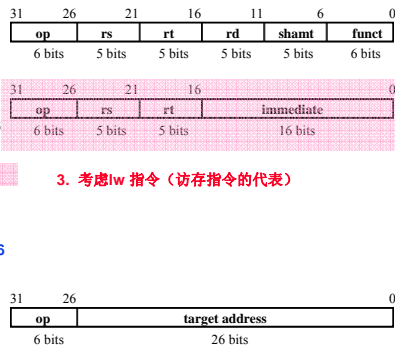 31 26 21 16 11 6 0
op rs rt rd shamt funct
6 bits 5 bits 5 bits 5 bits 5 bits 6 bits
31 26 21 16 0
op rs rt immediate
6 bits 5 bits 5 bits 16 bits
3. 考虑lw 指令（访存指令的代表）
6
31 26 0
op target address
6 bits 26 bits